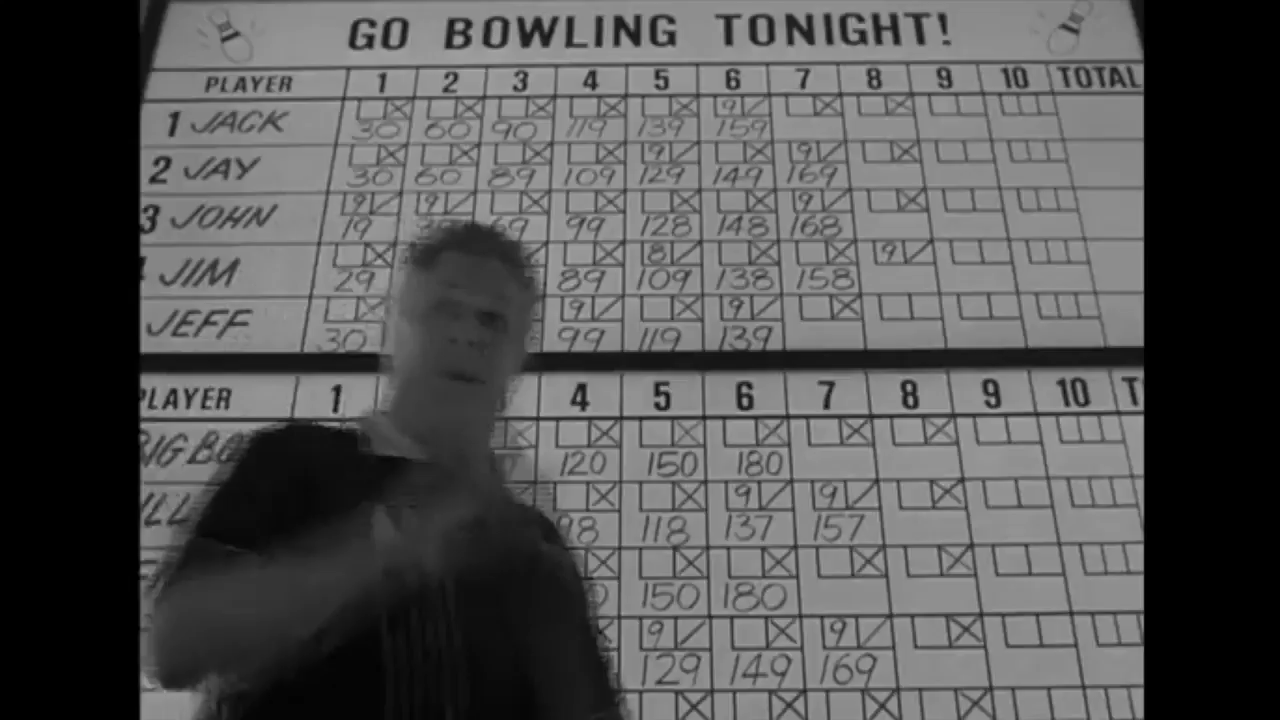 GO BOWLING TONIGHT!
PLAYER 1 2 3 4 5 6 7 8 9 10 TOTAL
9/
1 JACK 30 60 90 119 139 159
9/ 9/
2 JAY 30 60 89 109 129 149 169
9/ 9/ 9/
3 JOHN 19 69 99 128 148 168
8/ 9/
JIM 29 89 109 138 158
9/ 9/
JEFF 30 99 119 139
PLAYER 1 4 5 6 7 8 9 10 T
BIG BO 120 150 180
9/ 9/
ILL 98 118 137 157
150 180
9/ 9/
129 149 169